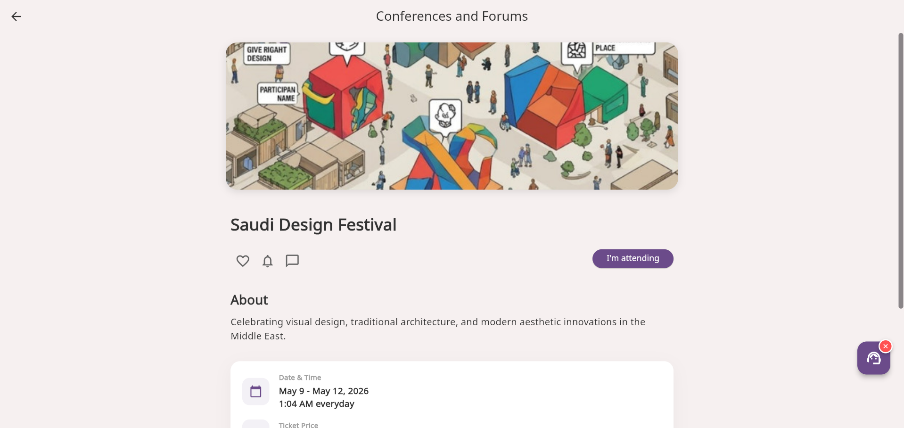 Conferences and Forums
GIVE RIGAHT
DESIGN
PLACE
PARTICIPAN
NAME
Saudi Design Festival
I'm attending
About
Celebrating visual design, traditional architecture, and modern aesthetic innovations in the
Middle East.
Date & Time
May 9 - May 12, 2026
1:04 AM everyday
Ticket Price